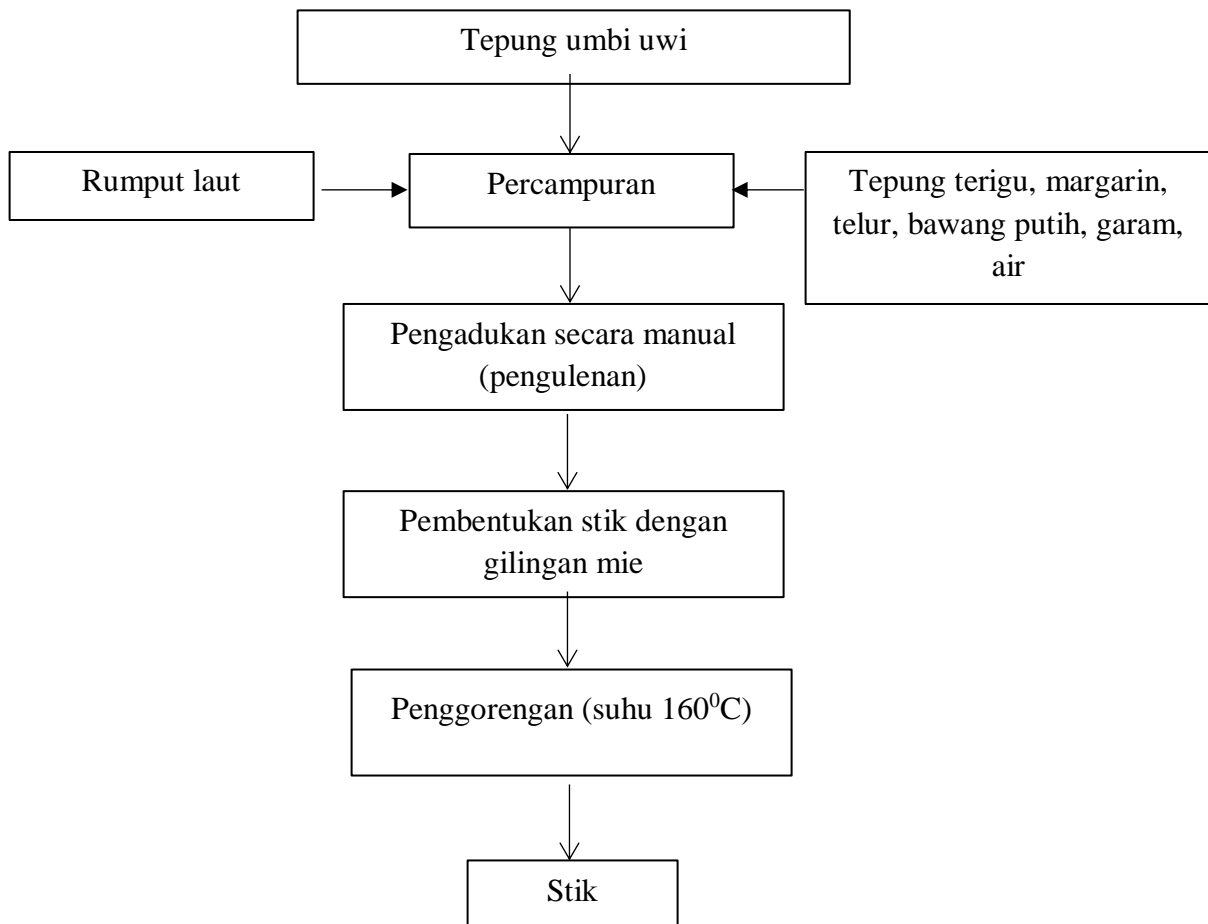 Tepung umbi uwi
Rumput laut
Percampuran
Tepung terigu, margarin,
telur, bawang putih, garam,
air
Pengadukan secara manual
(pengulenan)
Pembentukan stik dengan
gilingan mie
Penggorengan (suhu 160⁰C)
Stik